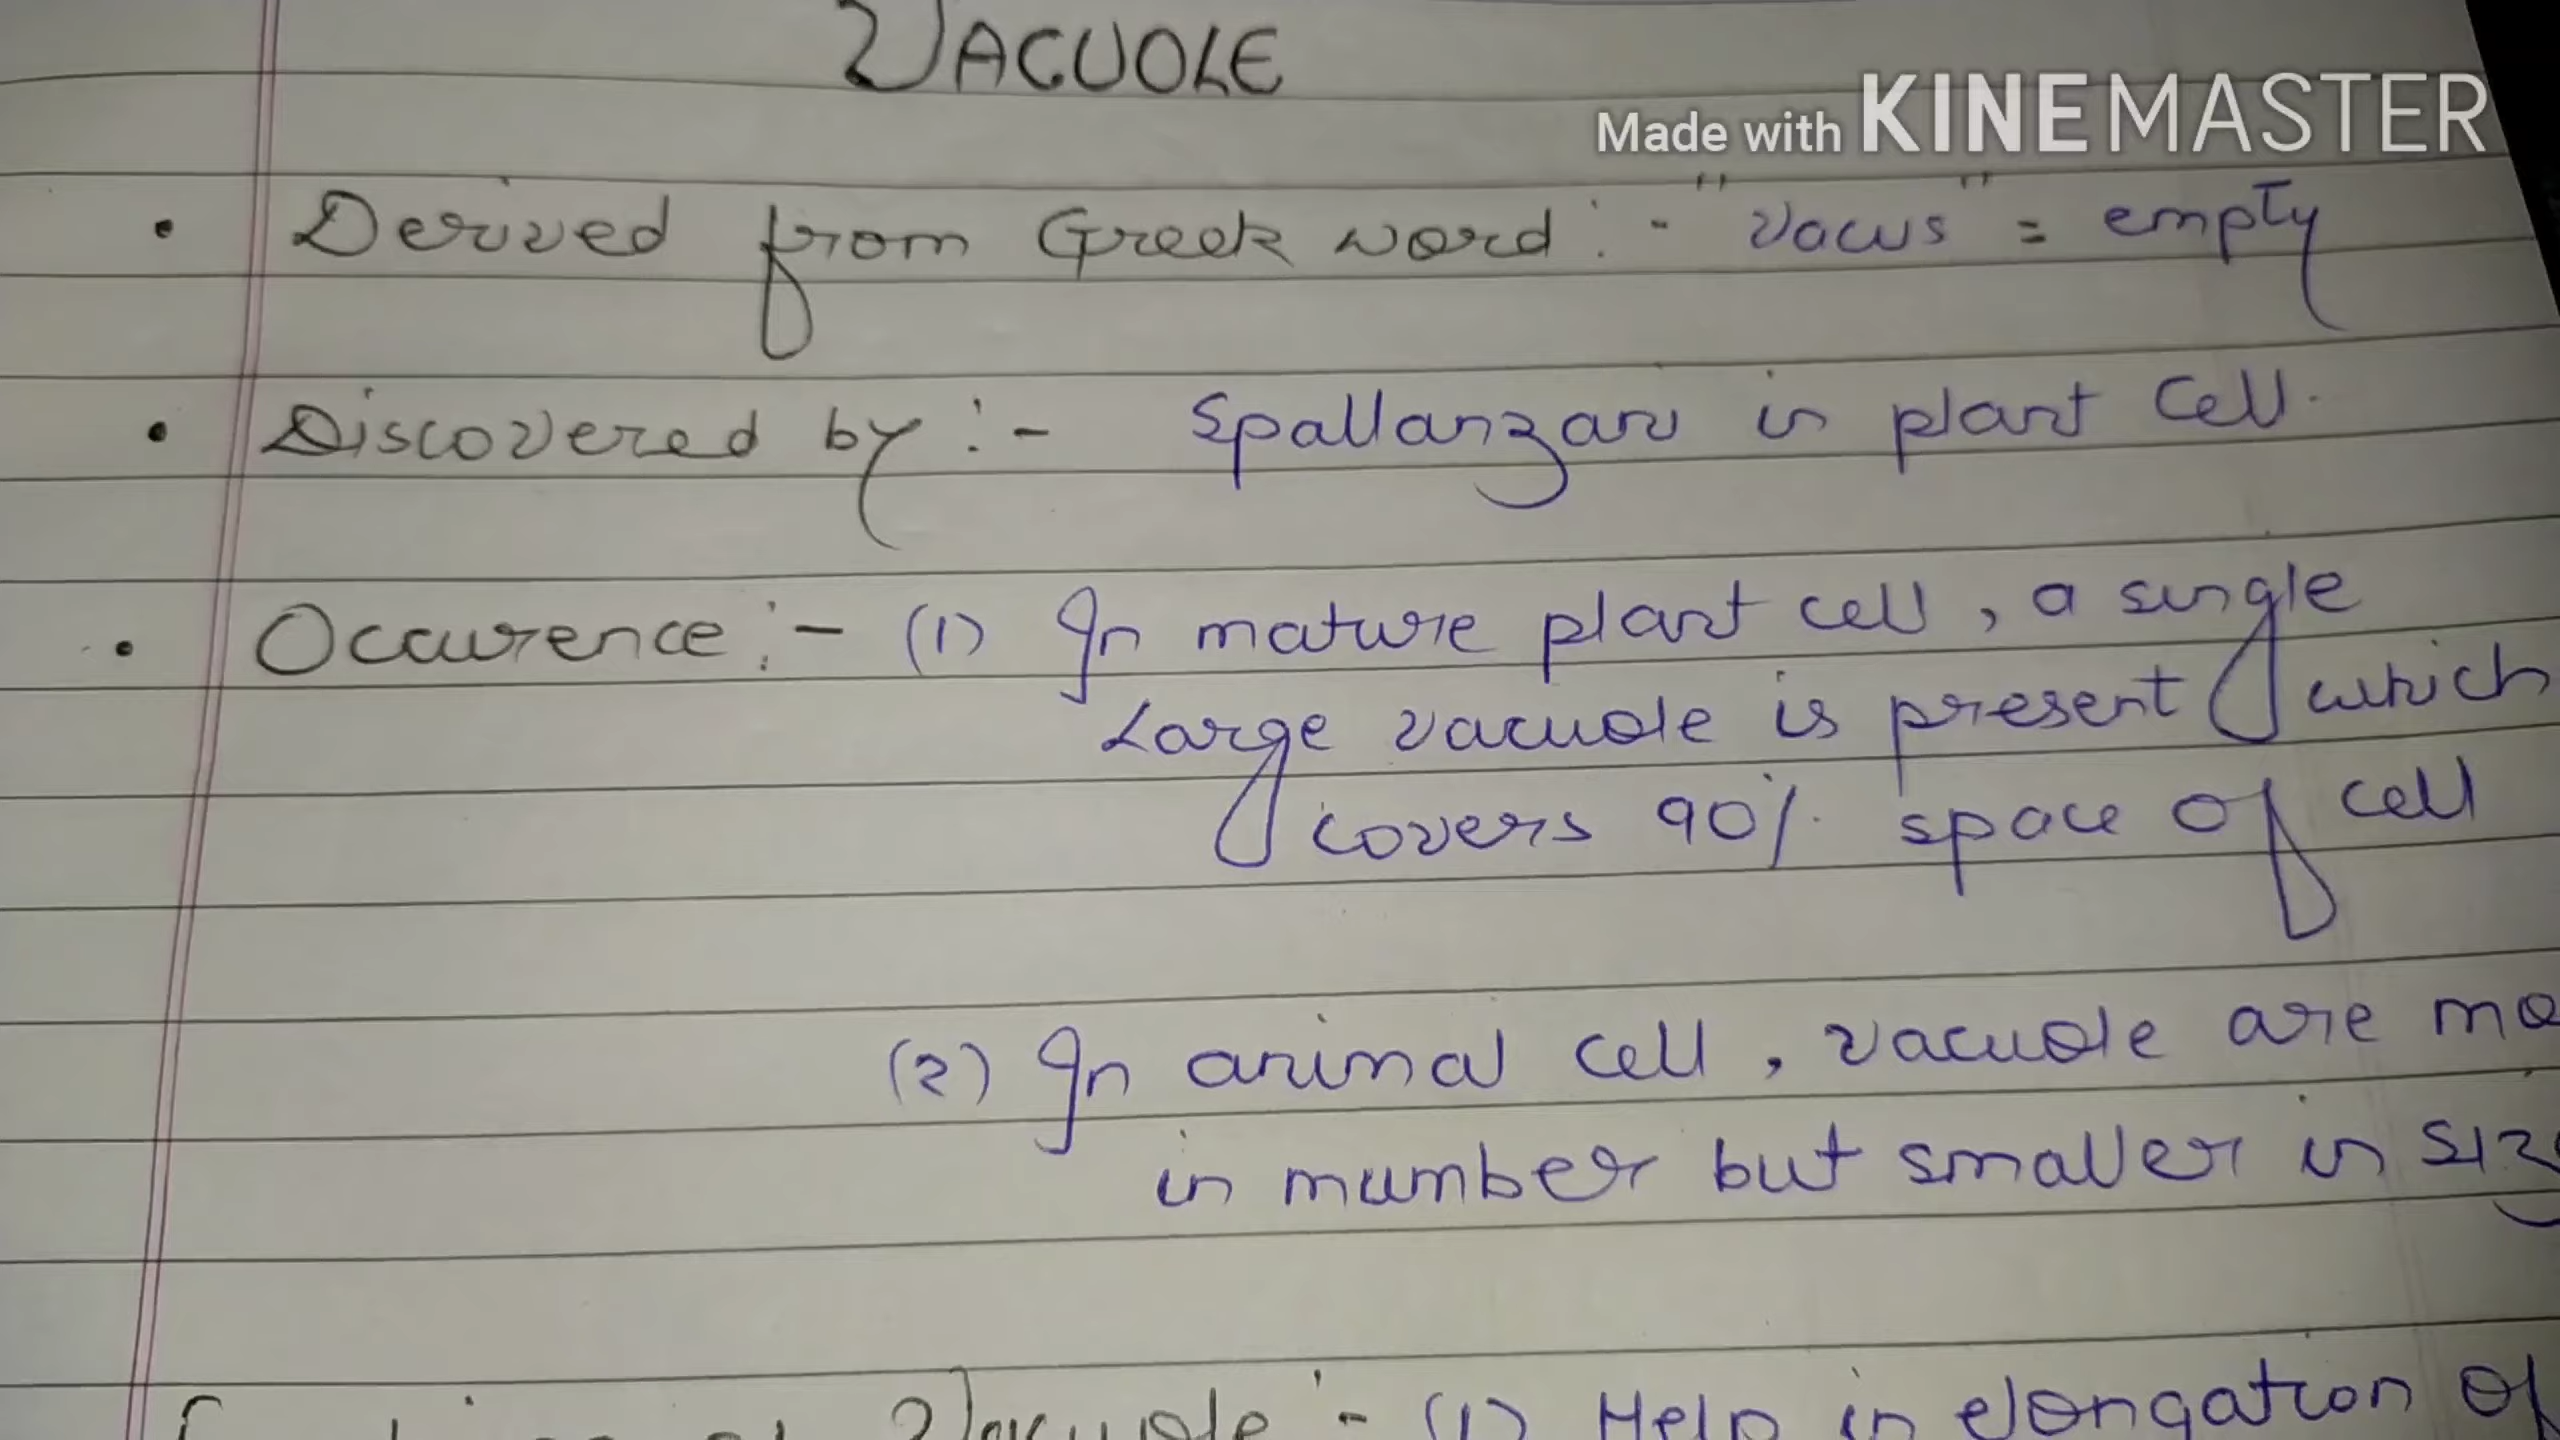 VACUOLE
Made with KINEMASTER
• Derived from Greek word :- "vacus" = empty
• Discovered by :- Spallanzani in plant cell.
• Occurence :- (1) In mature plant cell, a single
Large vacuole is present which
covers 90% space of cell
(2) In animal cell, vacuole are mo
in number but smaller in siz
Vacuole :- (1) Help in elongation of